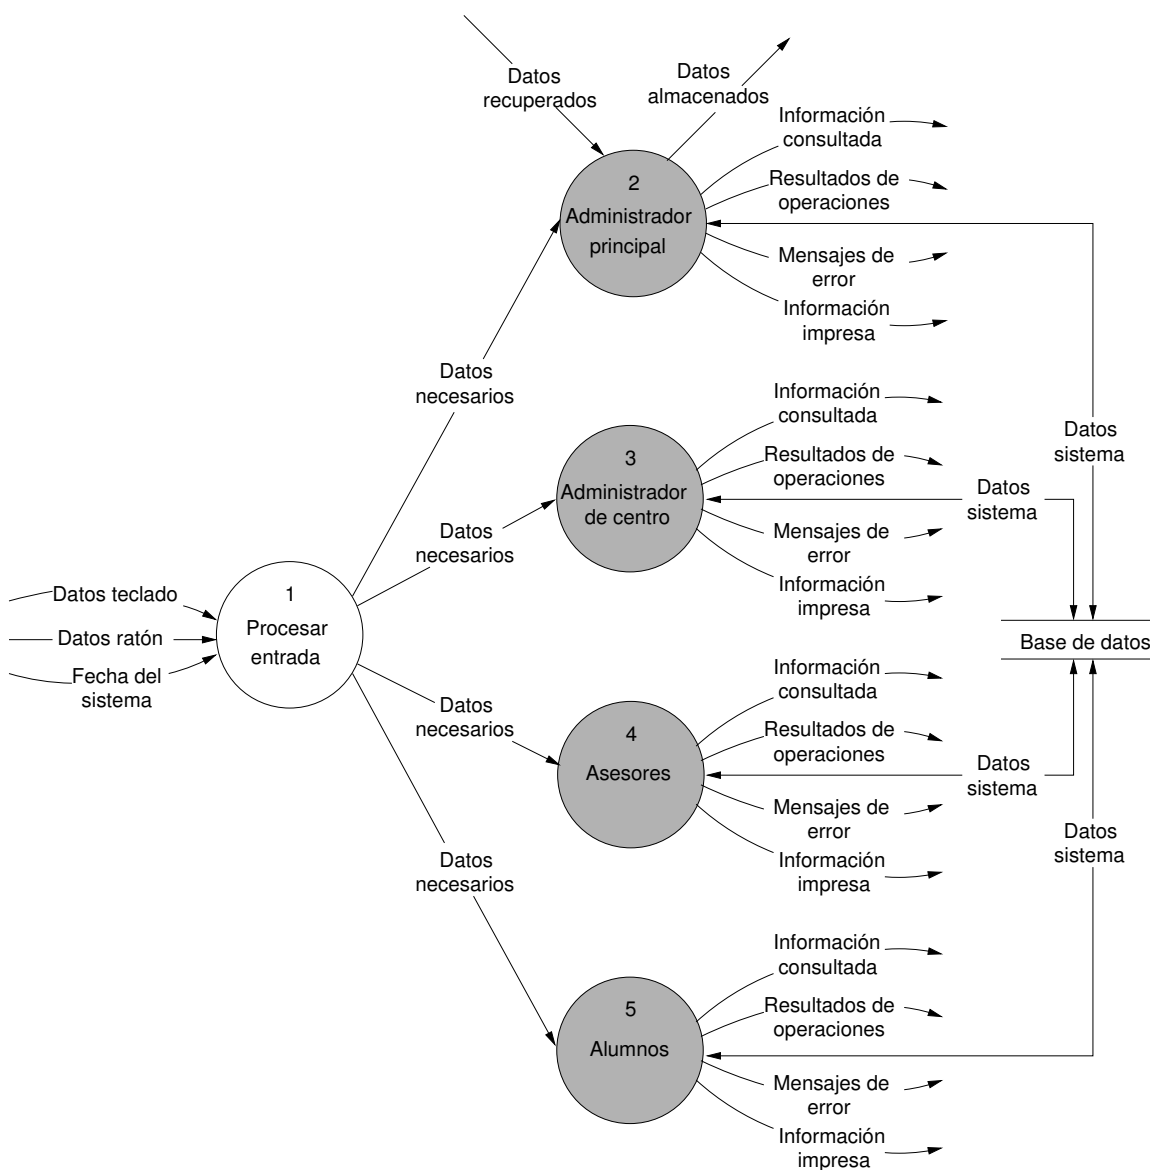 Datos
recuperados
Datos
almacenados
Información
consultada
2
Administrador
principal
Resultados de
operaciones
Mensajes de
error
Información
impresa
Datos
necesarios
Datos
sistema
Información
consultada
3
Administrador
de centro
Resultados de
operaciones
Datos
sistema
Mensajes de
error
Información
impresa
Datos
necesarios
Datos teclado
Datos ratón
Fecha del
sistema
1
Procesar
entrada
Base de datos
Datos
necesarios
Información
consultada
4
Asesores
Resultados de
operaciones
Datos
sistema
Mensajes de
error
Información
impresa
Datos
sistema
Datos
necesarios
Información
consultada
5
Alumnos
Resultados de
operaciones
Mensajes de
error
Información
impresa